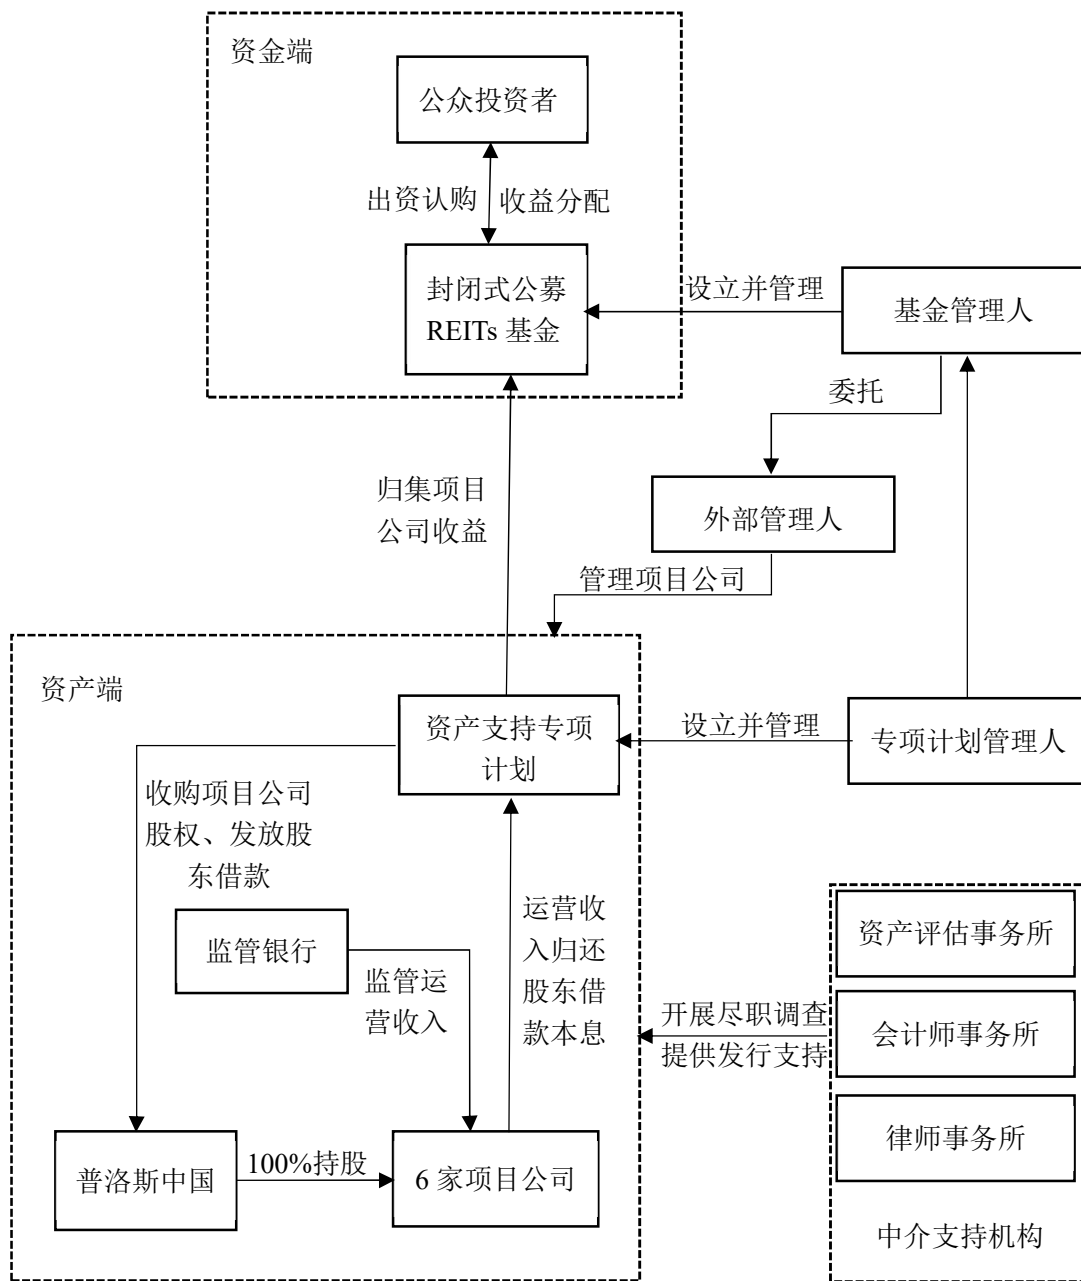 资金端
公众投资者
出资认购
收益分配
封闭式公募
REITs 基金
设立并管理
基金管理人
委托
归集项目
公司收益
外部管理人
管理项目公司
资产端
资产支持专项
计划
设立并管理
专项计划管理人
收购项目公司
股权、发放股
东借款
监管银行
监管运
营收入
运营收
入归还
股东借
款本息
开展尽职调查
提供发行支持
资产评估事务所
会计师事务所
律师事务所
中介支持机构
普洛斯中国
100%持股
6 家项目公司